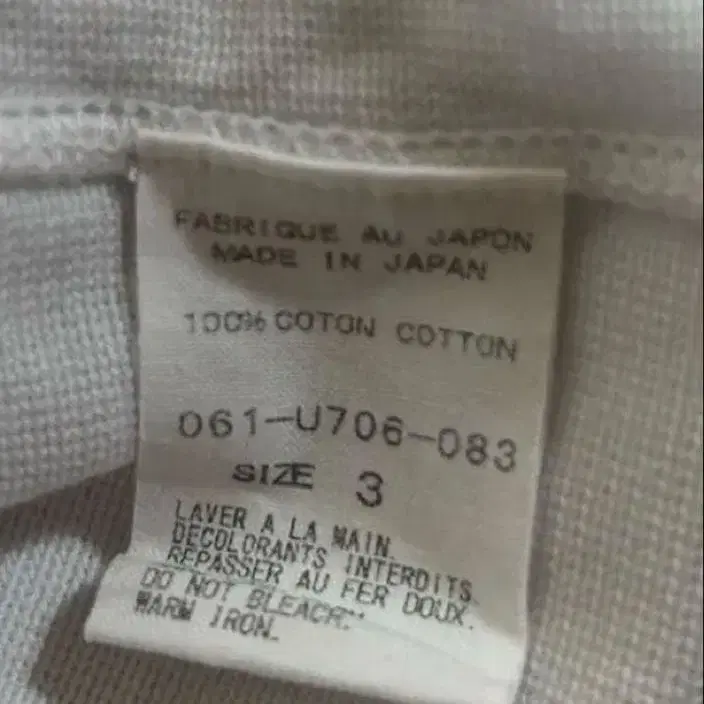 FABRIQUE AU JAPON
MADE IN JAPAN
100% COTON COTTON
061-U706-083
SIZE 3
LAVER A LA MAIN.
DECOLORANTS INTERDITS.
REPASSER AU FER DOUX.
DO NOT BLEACH.
WARM IRON.